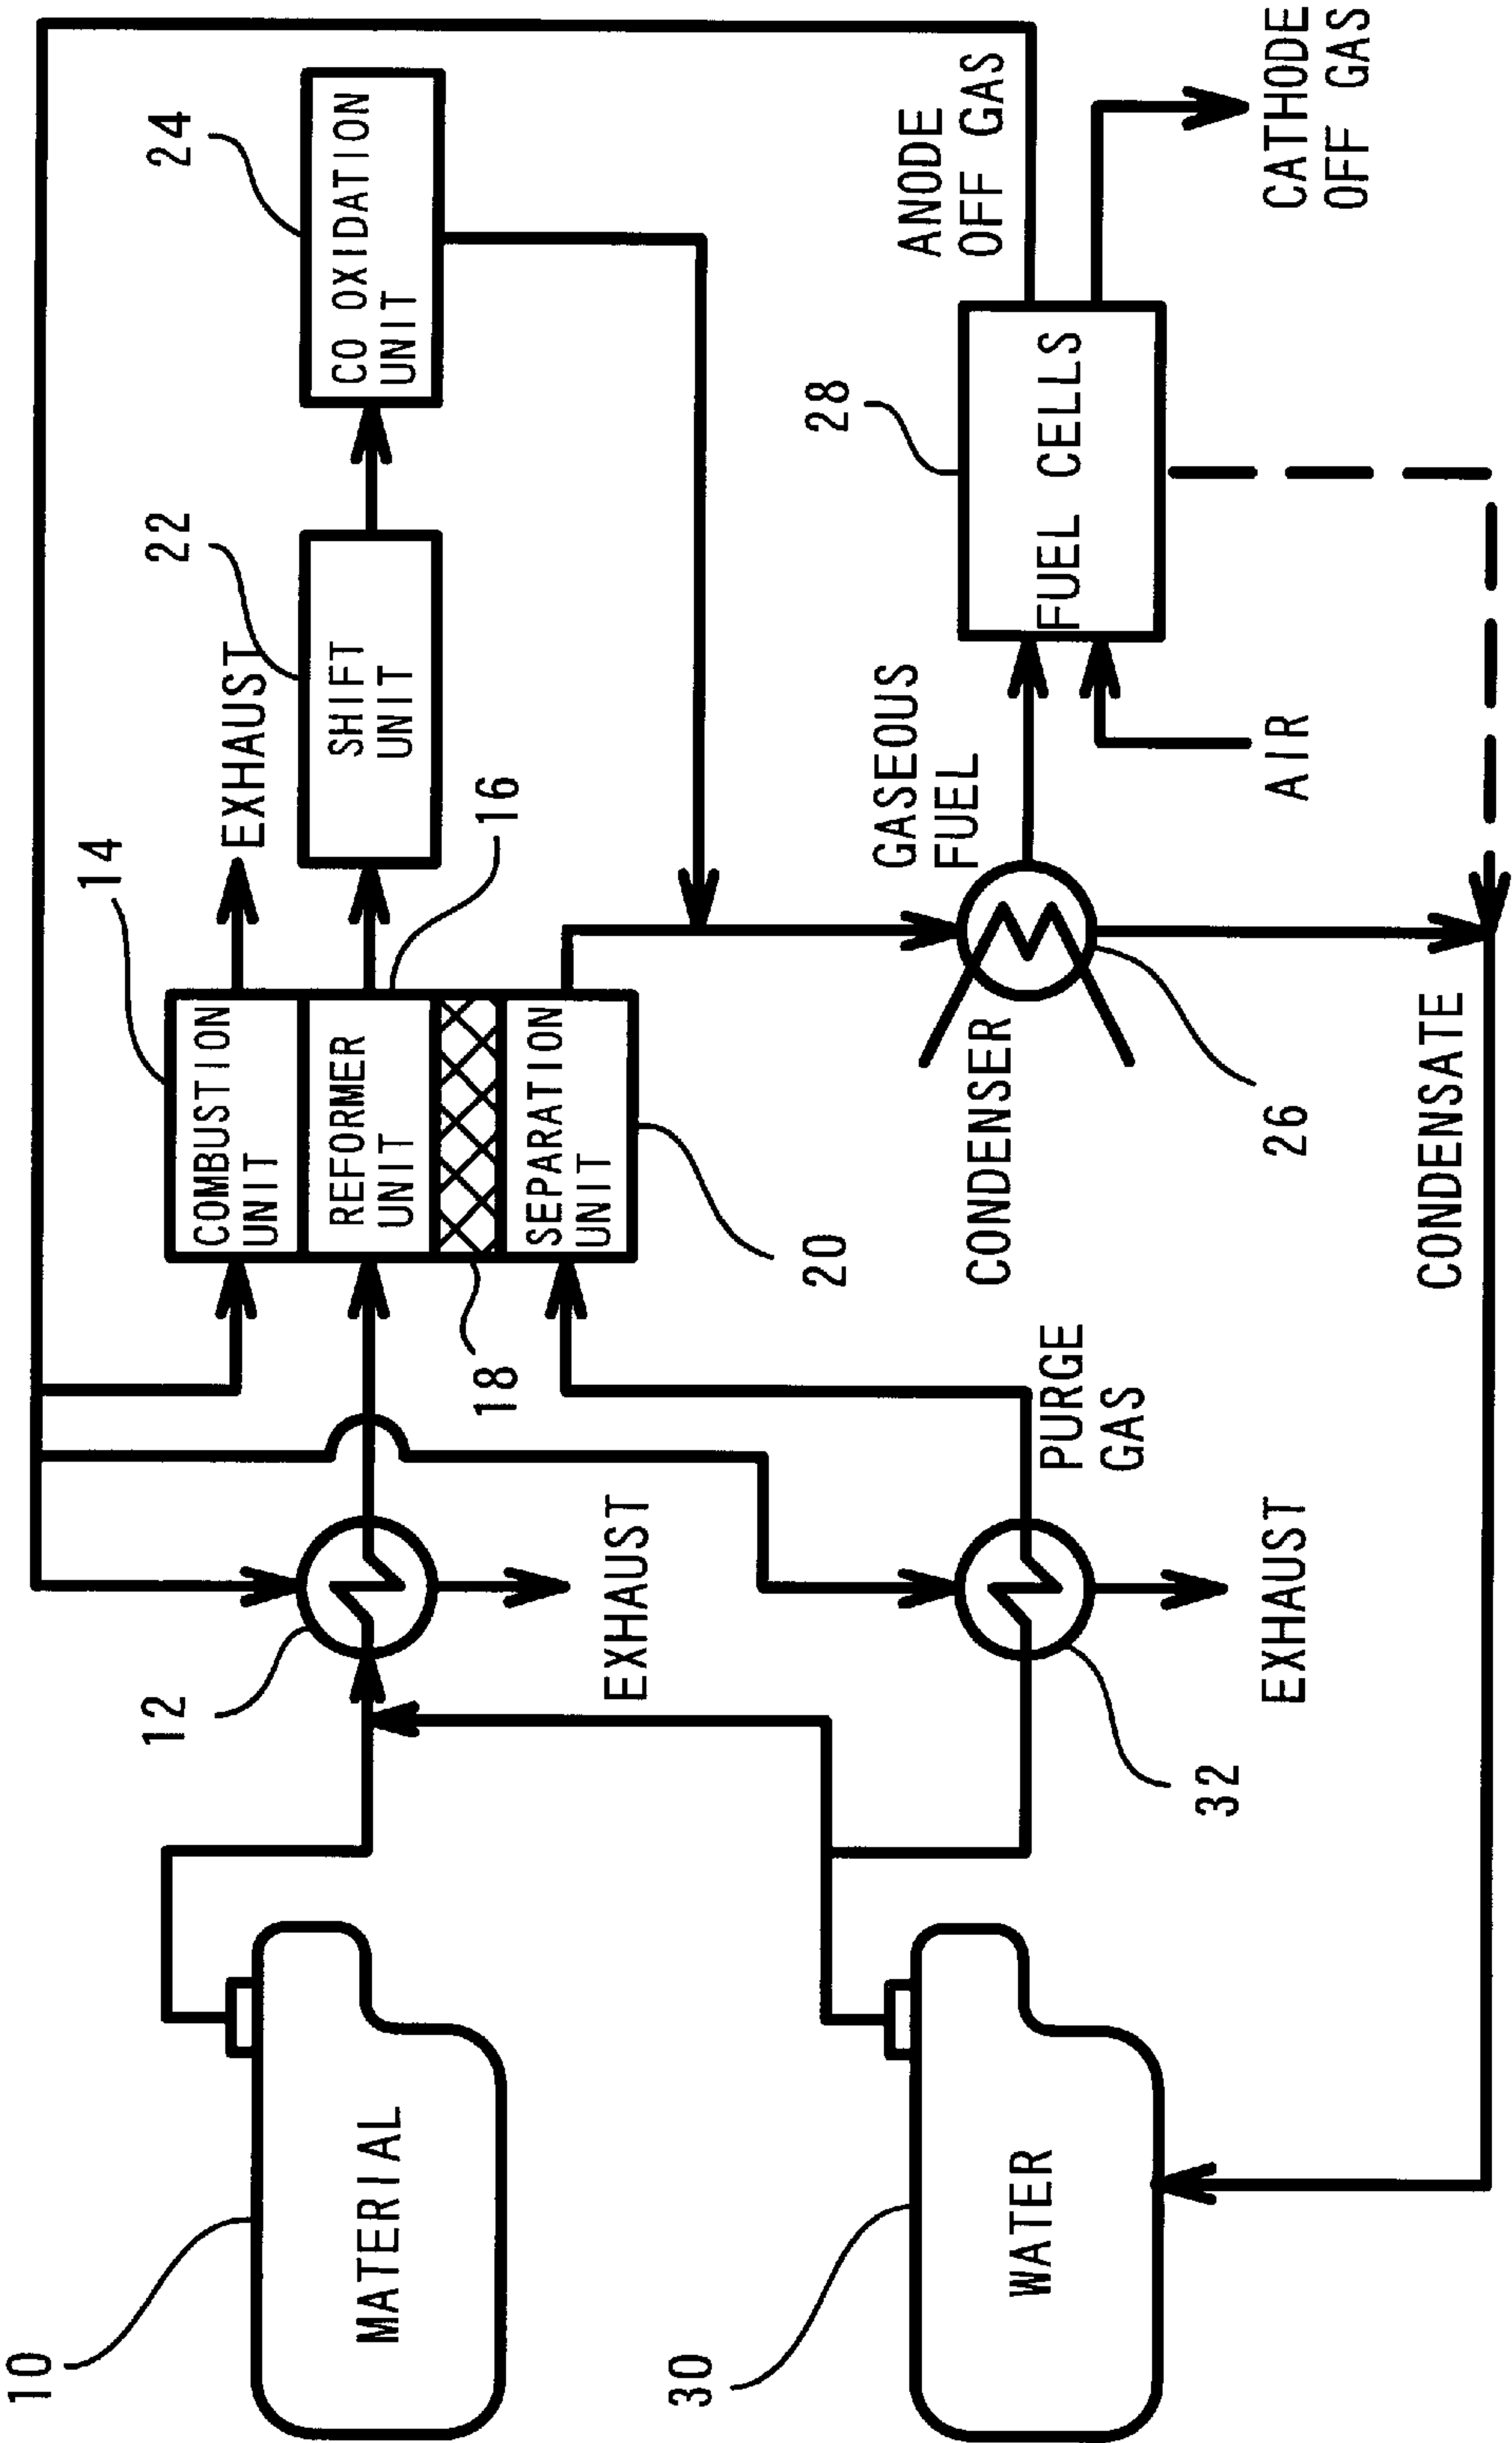 14
EXHAUST
22
24
COMBUSTION
UNIT
REFORMER
UNIT
SHIFT
UNIT
CO OXIDATION
UNIT
10
12
16
MATERIAL
18
SEPARATION
UNIT
EXHAUST
20
30
28
GASEOUS
FUEL
ANODE
OFF GAS
WATER
CONDENSER
FUEL CELLS
PURGE
GAS
32
EXHAUST
26
AIR
CATHODE
OFF GAS
CONDENSATE